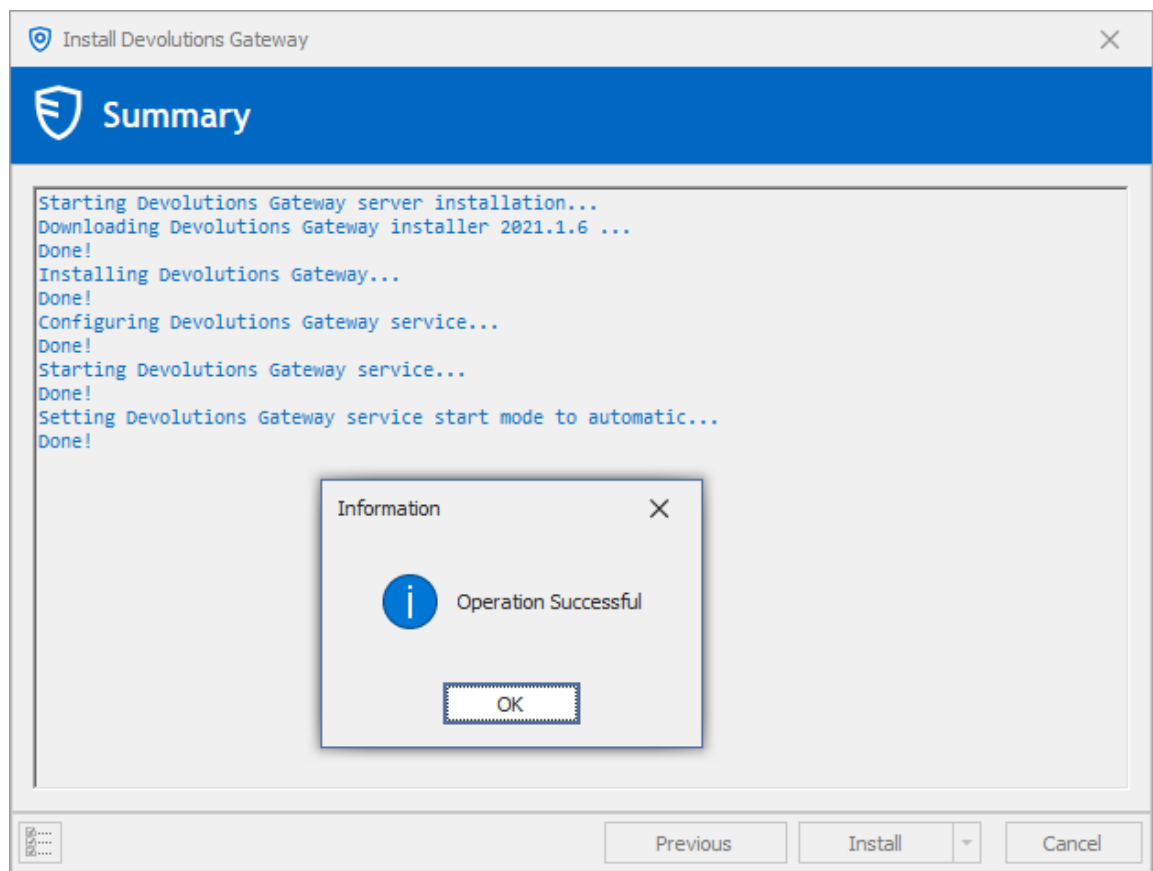 Install Devolutions Gateway
Summary
Starting Devolutions Gateway server installation...
Downloading Devolutions Gateway installer 2021.1.6 ...
Done!
Installing Devolutions Gateway...
Done!
Configuring Devolutions Gateway service...
Done!
Starting Devolutions Gateway service...
Done!
Setting Devolutions Gateway service start mode to automatic...
Done!
Information
Operation Successful
OK
Previous
Install
Cancel